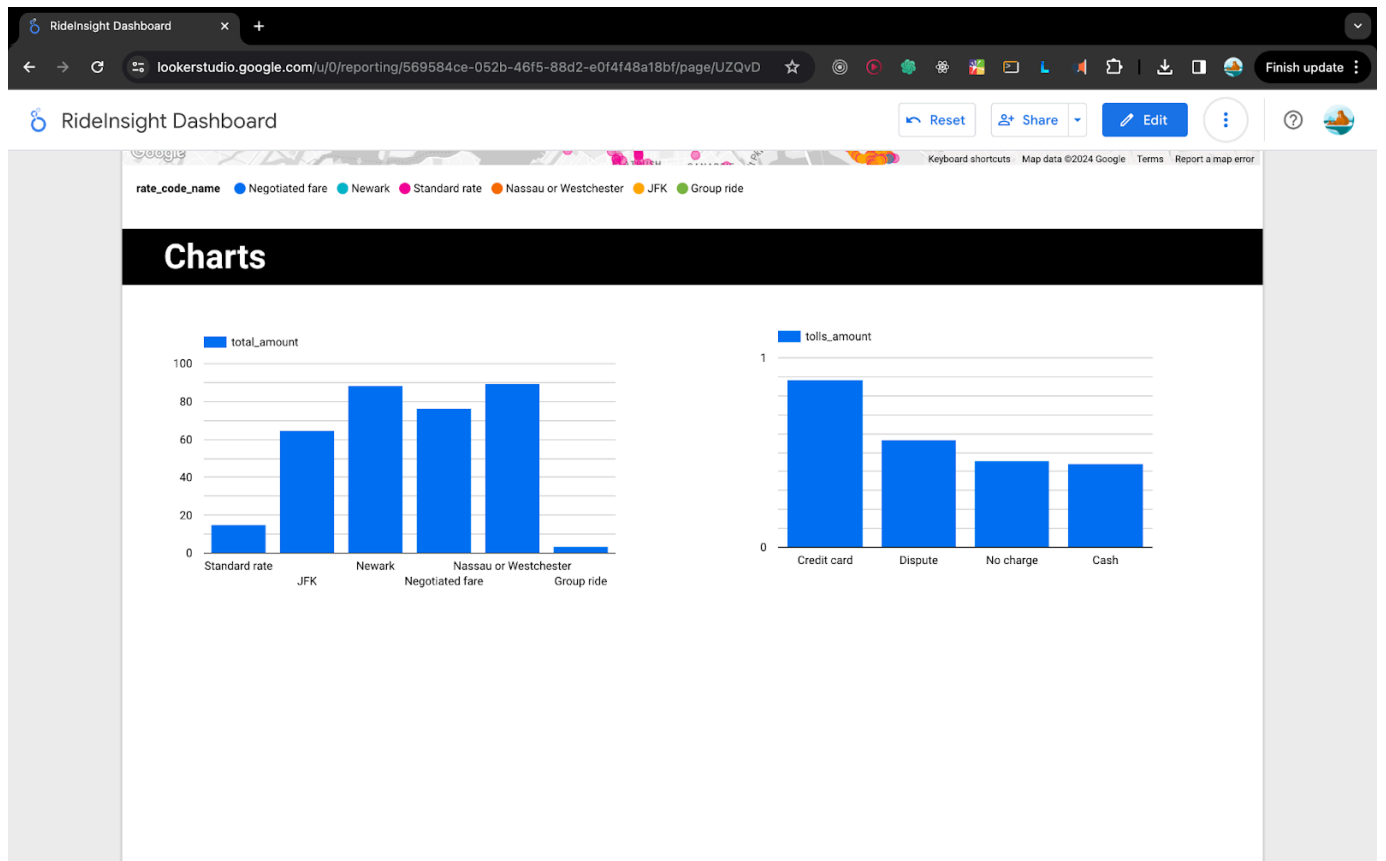 RideInsight Dashboard
lookerstudio.google.com/u/0/reporting/569584ce-052b-46f5-88d2-e0f4f48a18bf/page/UZQvD
Finish update
RideInsight Dashboard
Reset
Share
Edit
Google
Keyboard shortcuts Map data ©2024 Google Terms Report a map error
rate_code_name Negotiated fare Newark Standard rate Nassau or Westchester JFK Group ride
Charts
total_amount
100
80
60
40
20
0
Standard rate Newark Nassau or Westchester
JFK Negotiated fare Group ride
tolls_amount
1
0
Credit card Dispute No charge Cash